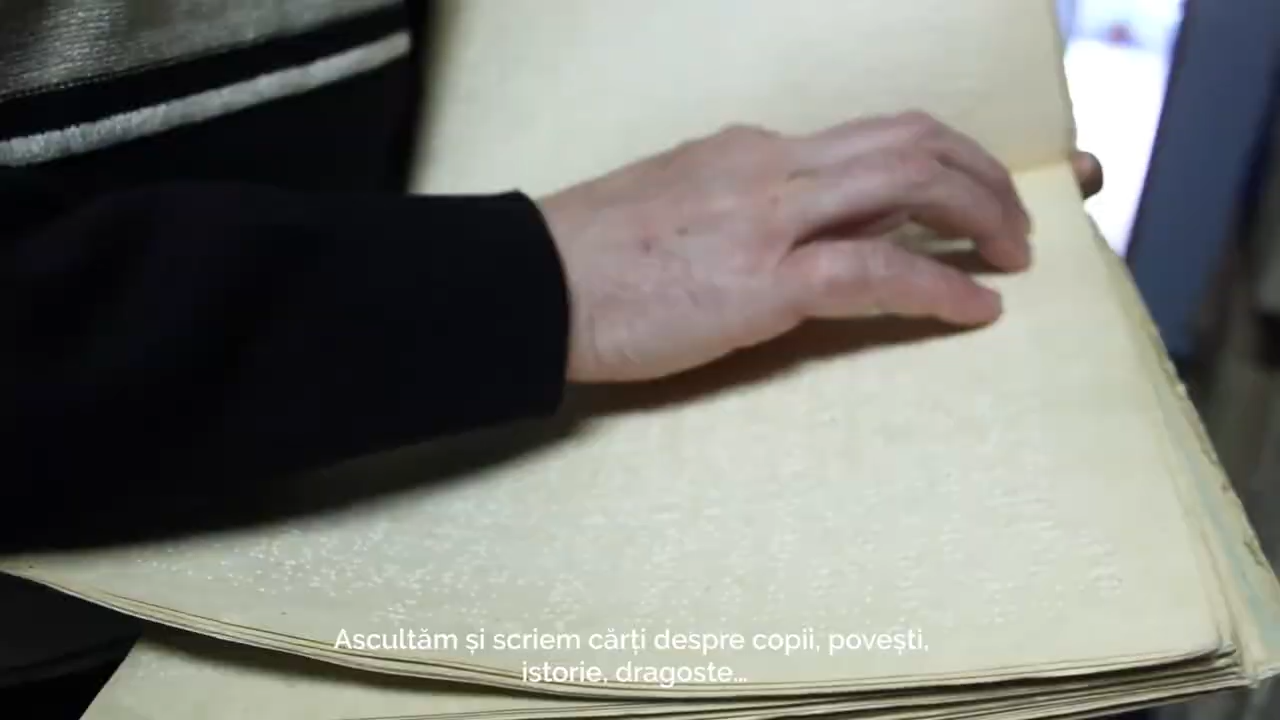 Ascultăm și scriem cărți despre copii, povești,
istorie, dragoste...